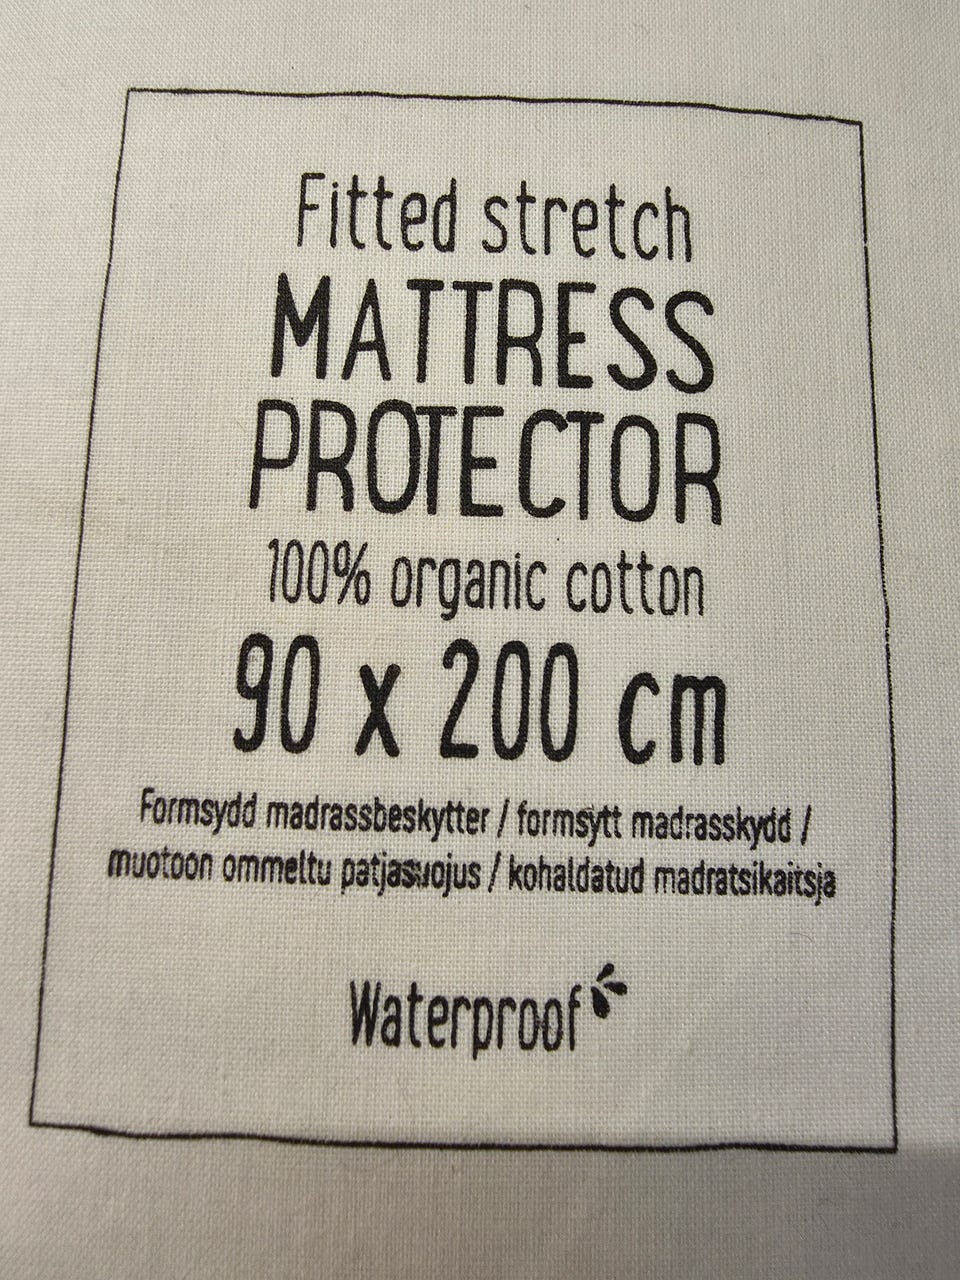 Fitted stretch
MATTRESS
PROTECTOR
100% organic cotton
90 x 200 cm
Formsydd madrassbeskytter / formsytt madrasskydd /
muotoon ommeltu patjasuojus / kohaldatud madratsikaitsja
Waterproof